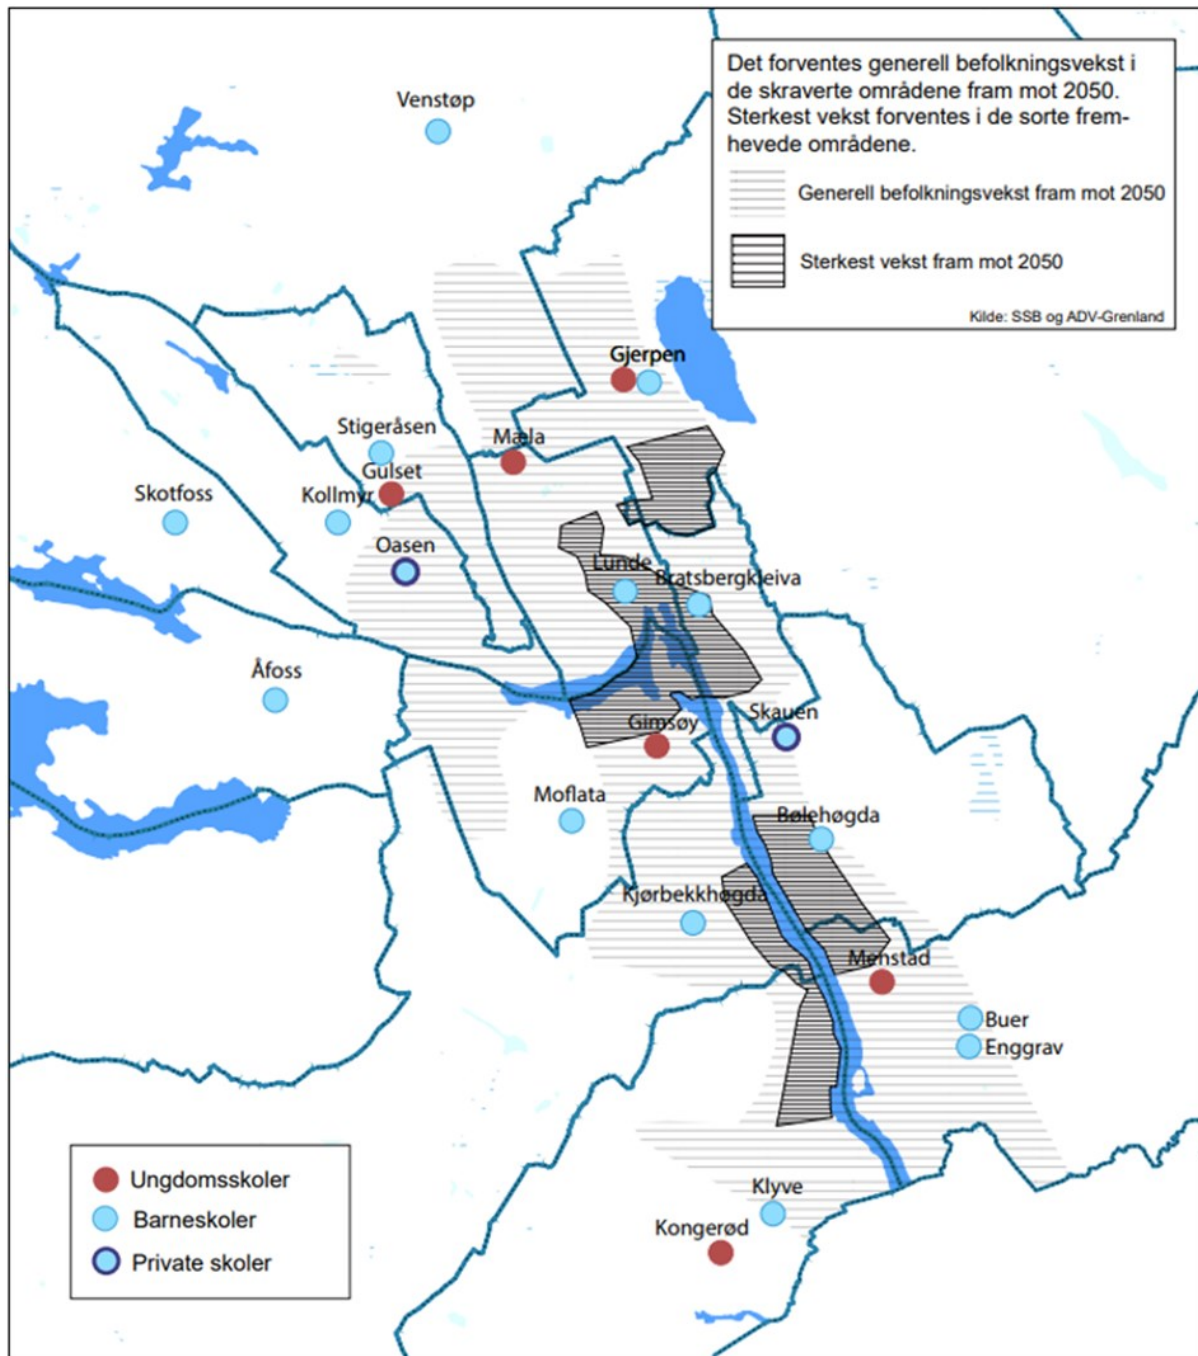 Det forventes generell befolkningsvekst i
de skraverte områdene fram mot 2050.
Sterkest vekst forventes i de sorte frem-
hevede områdene.
Generell befolkningsvekst fram mot 2050
Sterkest vekst fram mot 2050
Kilde: SSB og ADV-Grenland
Venstøp
Gjerpen
Stigeråsen
Mæla
Gulset
Skotfoss
Kollmyr
Oasen
Lunde
Bratsbergkleiva
Åfoss
Skauen
Gimsøy
Moflata
Bølehøgda
Kjørbekkhøgda
Menstad
Buer
Enggrav
Klyve
Kongerød
Ungdomsskoler
Barneskoler
Private skoler